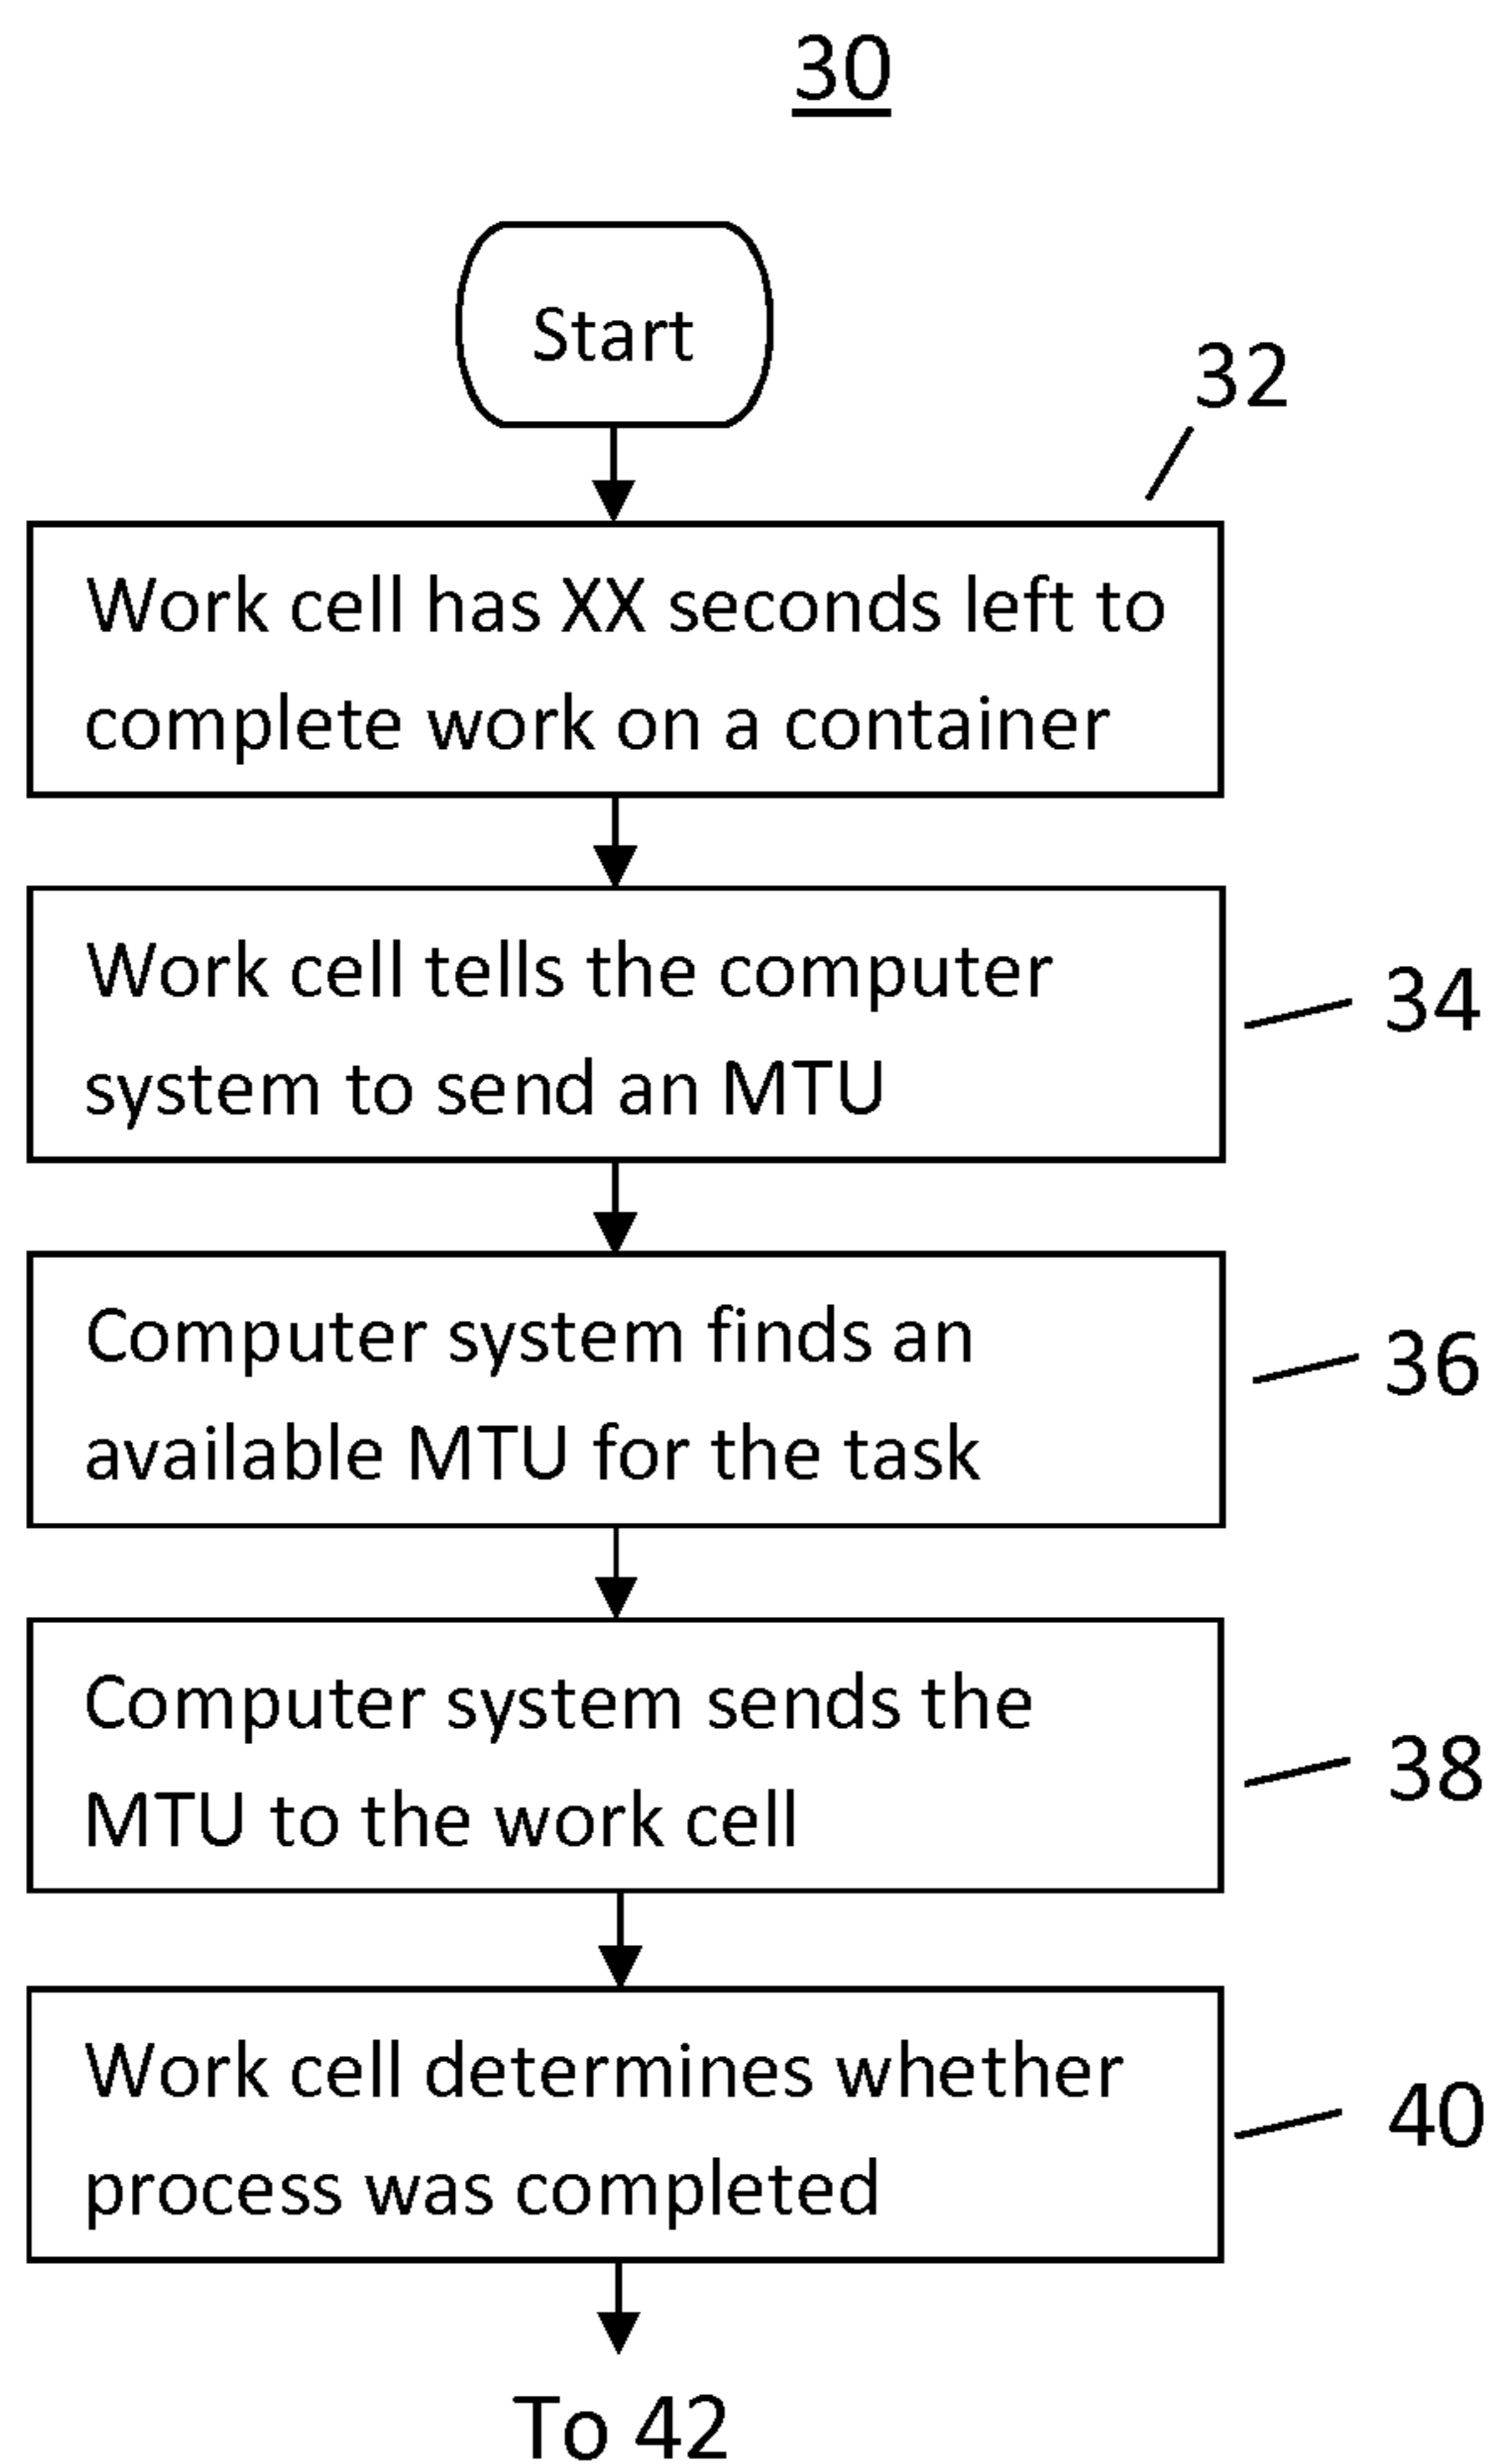 30
Start
32
Work cell has XX seconds left to
complete work on a container
Work cell tells the computer
system to send an MTU
34
Computer system finds an
available MTU for the task
36
Computer system sends the
MTU to the work cell
38
Work cell determines whether
process was completed
40
To 42